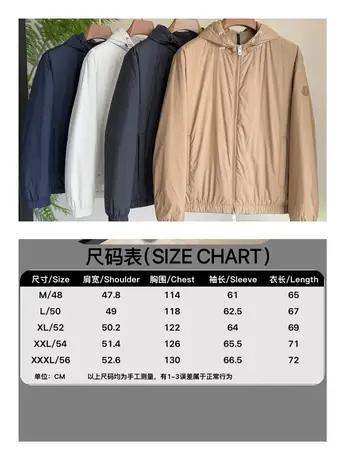 尺码表(SIZE CHART)
尺寸/Size 肩宽/Shoulder 胸围/Chest 袖长/Sleeve 衣长/Length
M/48 47.8 114 61 65
L/50 49 118 62.5 67
XL/52 50.2 122 64 69
XXL/54 51.4 126 65.5 71
XXXL/56 52.6 130 66.5 72
单位：CM 以上尺码均为手工测量，有1~3误差属于正常行为